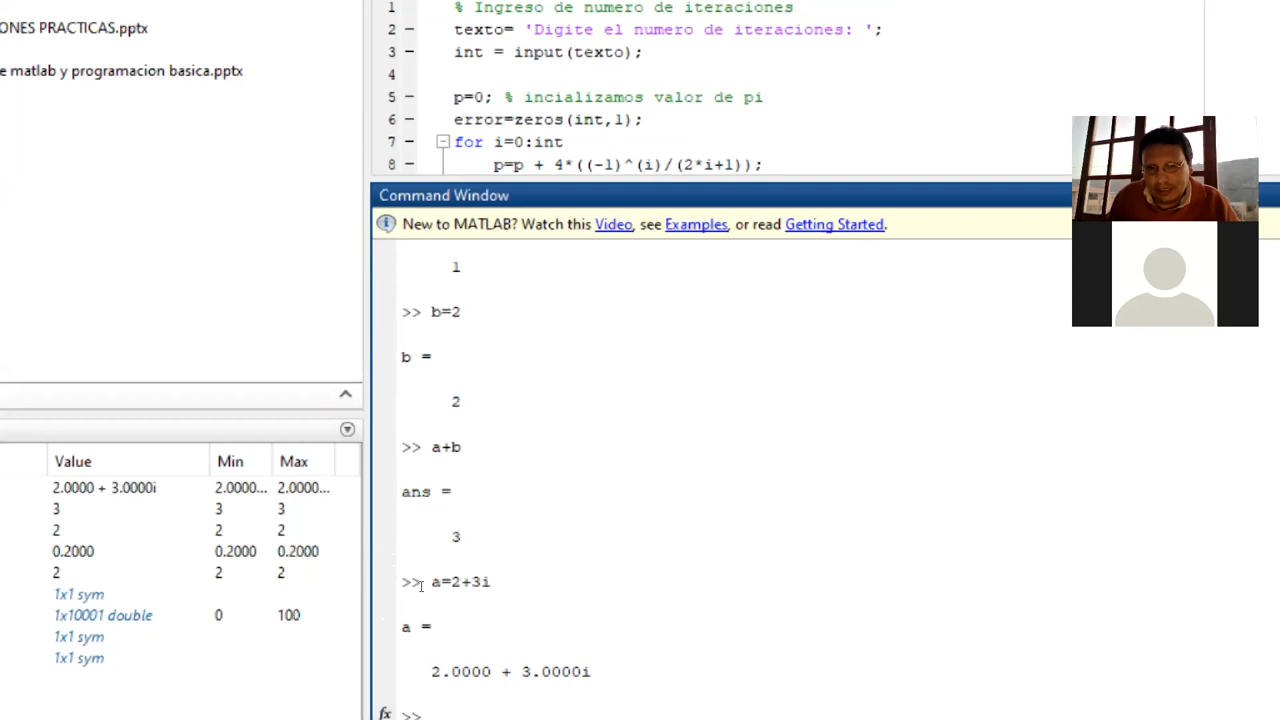 ONES PRACTICAS.pptx
e matlab y programacion basica.pptx
1 % Ingreso de numero de iteraciones
2 - texto= 'Digite el numero de iteraciones: ';
3 - int = input(texto);
4
5 - p=0; % incializamos valor de pi
6 - error=zeros(int,1);
7 - for i=0:int
8 - p=p + 4*((-1)^(i)/(2*i+1));
Command Window
New to MATLAB? Watch this Video, see Examples, or read Getting Started.
1
>> b=2
b =
2
>> a+b
ans =
3
>> a=2+3i
a =
2.0000 + 3.0000i
fx >>
Value Min Max
2.0000 + 3.0000i 2.0000... 2.0000...
3 3 3
2 2 2
0.2000 0.2000 0.2000
2 2 2
1x1 sym
1x10001 double 0 100
1x1 sym
1x1 sym